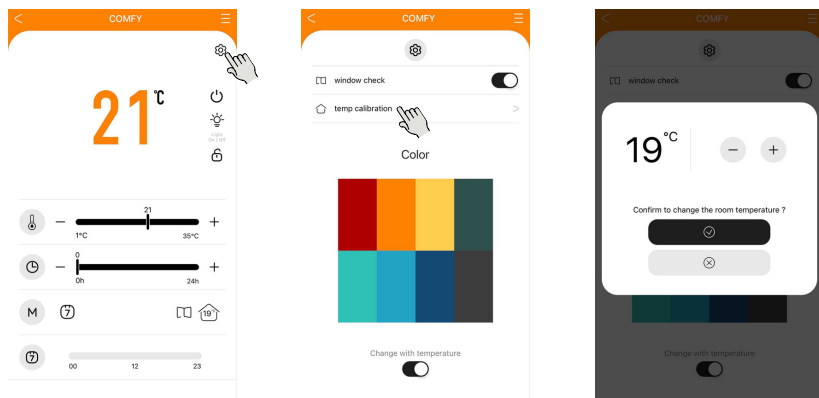 COMFY
21°C
Light
On | Off
21
1°C 35°C
0
0h 24h
M 7 19°
7
00 12 23
COMFY
window check
temp calibration
Color
Change with temperature
COMFY
window check
19°C
Confirm to change the room temperature ?
Change with temperature